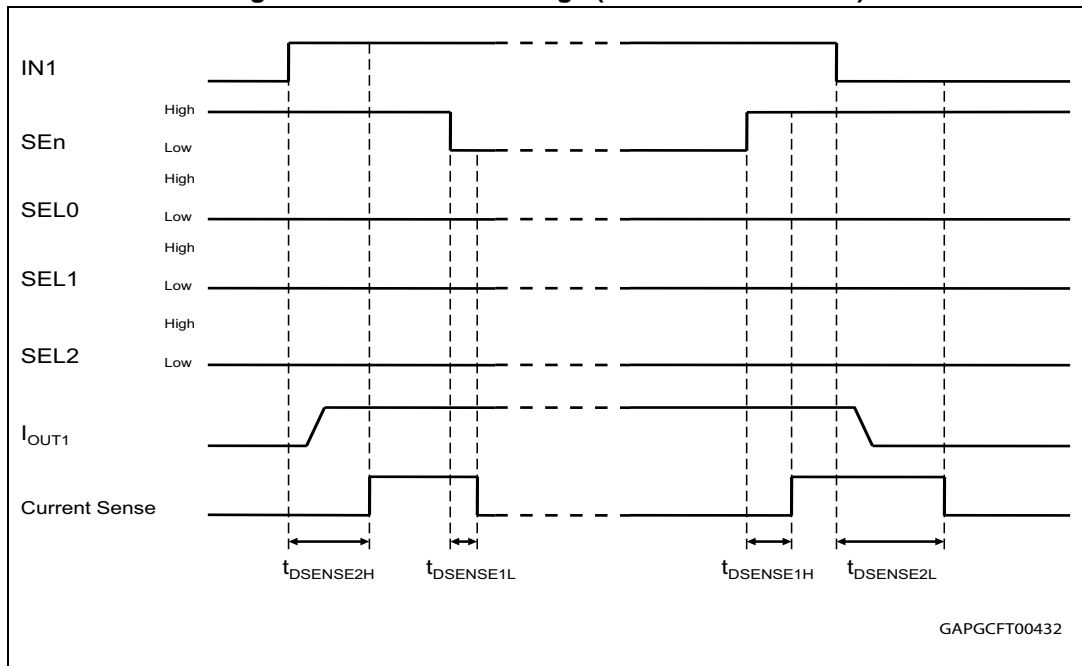 IN1
High
SEn
Low
High
SEL0
Low
High
SEL1
Low
High
SEL2
Low
IOUT1
Current Sense
tDSENSE2H tDSENSE1L tDSENSE1H tDSENSE2L
GAPGCFT00432